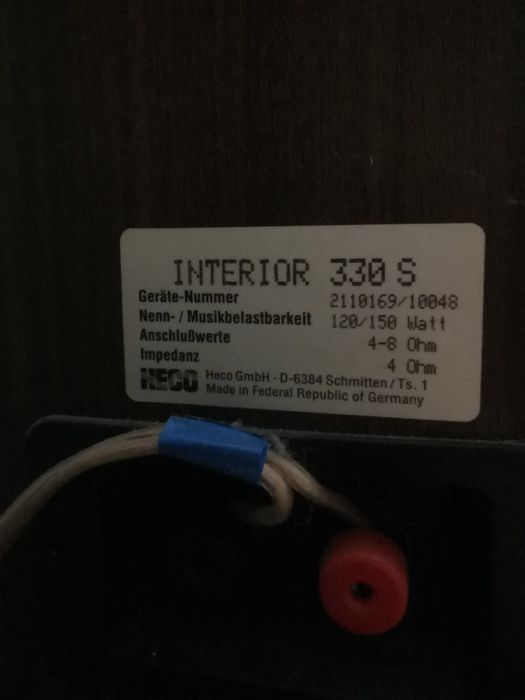 INTERIOR 330 S
Geräte-Nummer 2110169/10048
Nenn- / Musikbelastbarkeit 120/150 Watt
Anschlußwerte 4-8 Ohm
Impedanz 4 Ohm
HECO Heco GmbH · D-6384 Schmitten/Ts. 1
Made in Federal Republic of Germany